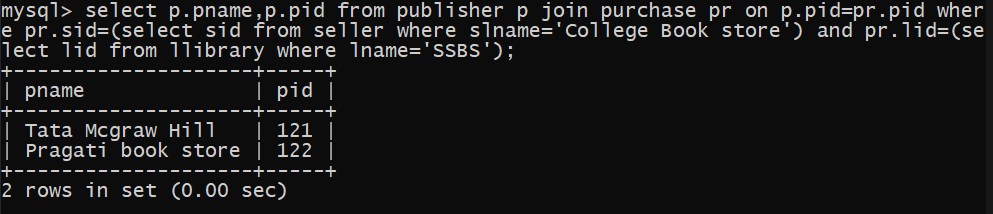 mysql> select p.pname,p.pid from publisher p join purchase pr on p.pid=pr.pid wher
e pr.sid=(select sid from seller where slname='College Book store') and pr.lid=(se
lect lid from llibrary where lname='SSBS');
+---------------------+-----+
| pname               | pid |
+---------------------+-----+
| Tata Mcgraw Hill    | 121 |
| Pragati book store  | 122 |
+---------------------+-----+
2 rows in set (0.00 sec)